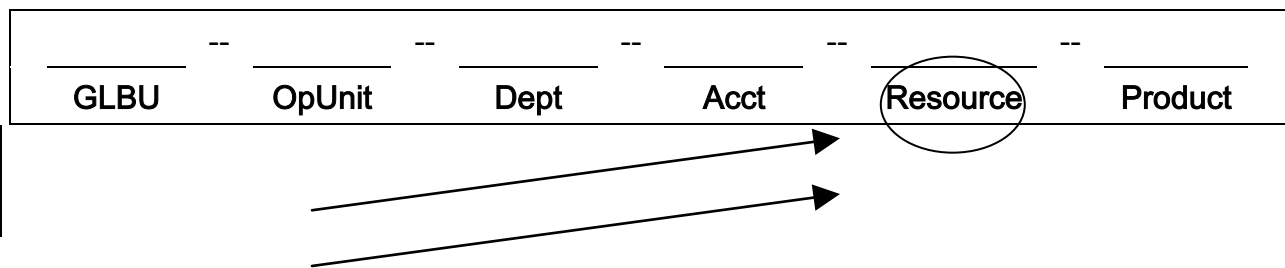 -- -- -- -- --
GLBU OpUnit Dept Acct Resource Product